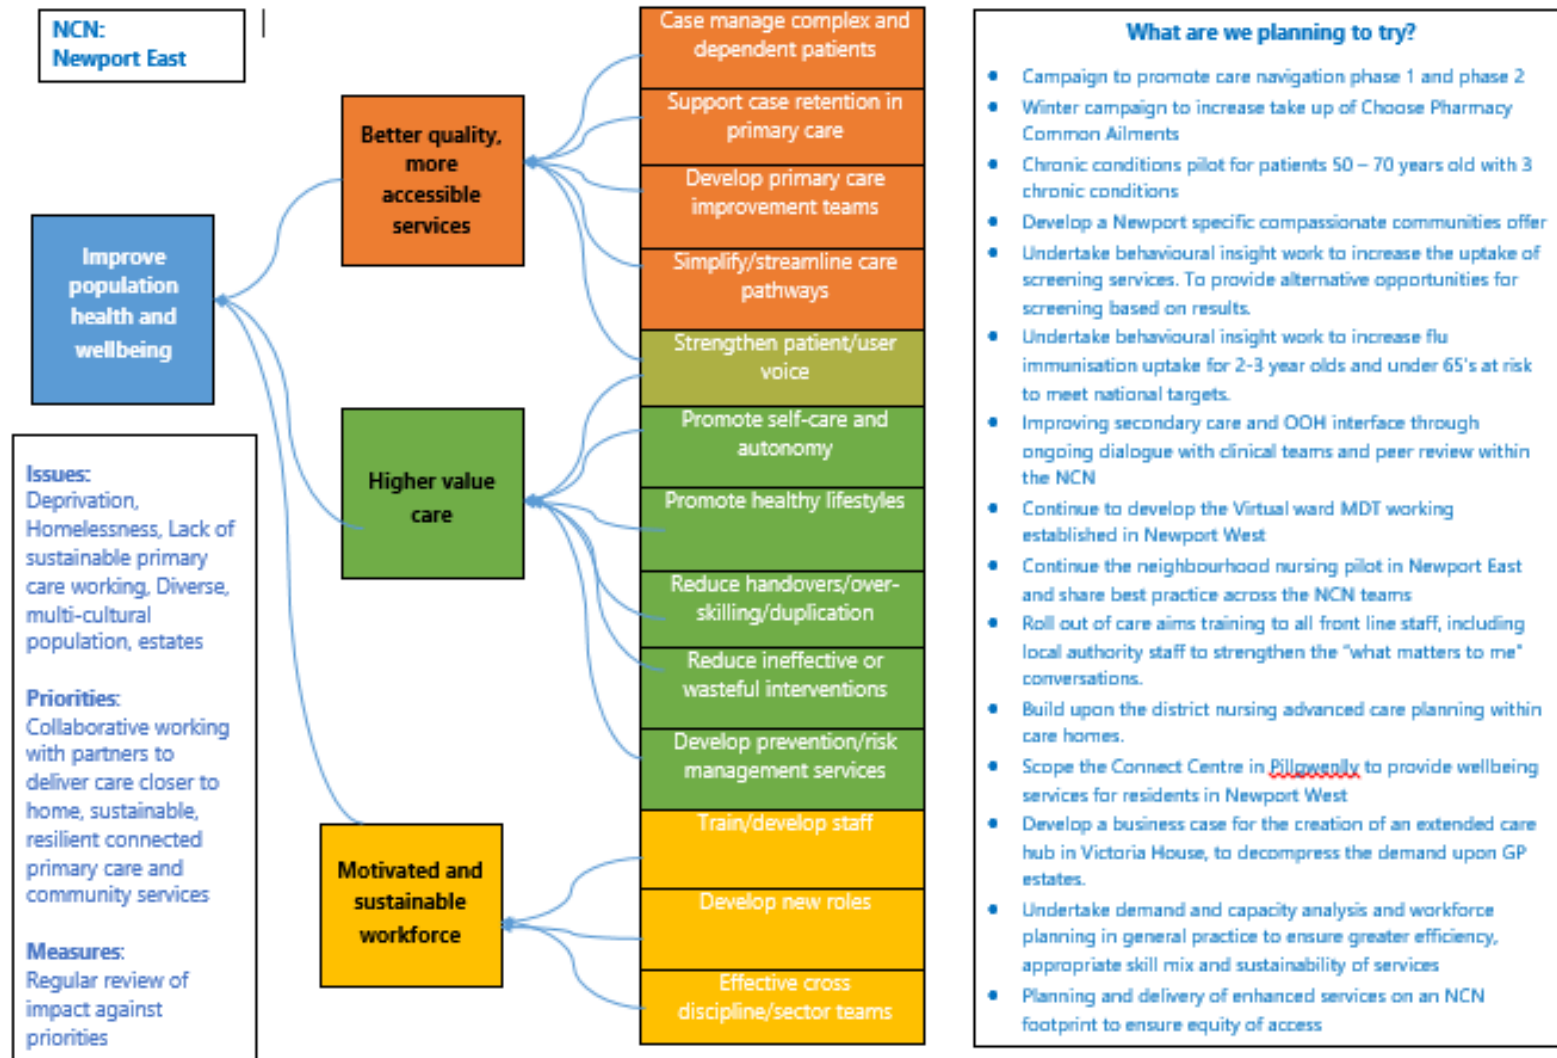 NCN:
Newport East
Improve
population
health and
wellbeing
Issues:
Deprivation,
Homelessness, Lack of
sustainable primary
care working, Diverse,
multi-cultural
population, estates
Priorities:
Collaborative working
with partners to
deliver care closer to
home, sustainable,
resilient connected
primary care and
community services
Measures:
Regular review of
impact against
priorities
Better quality,
more
accessible
services
Higher value
care
Motivated and
sustainable
workforce
Case manage complex and
dependent patients
Support case retention in
primary care
Develop primary care
improvement teams
Simplify/streamline care
pathways
Strengthen patient/user
voice
Promote self-care and
autonomy
Promote healthy lifestyles
Reduce handovers/over-
skilling/duplication
Reduce ineffective or
wasteful interventions
Develop prevention/risk
management services
Train/develop staff
Develop new roles
Effective cross
discipline/sector teams
What are we planning to try?
• Campaign to promote care navigation phase 1 and phase 2
• Winter campaign to increase take up of Choose Pharmacy
Common Ailments
• Chronic conditions pilot for patients 50 – 70 years old with 3
chronic conditions
• Develop a Newport specific compassionate communities offer
• Undertake behavioural insight work to increase the uptake of
screening services. To provide alternative opportunities for
screening based on results.
• Undertake behavioural insight work to increase flu
immunisation uptake for 2-3 year olds and under 65's at risk
to meet national targets.
• Improving secondary care and OOH interface through
ongoing dialogue with clinical teams and peer review within
the NCN
• Continue to develop the Virtual ward MDT working
established in Newport West
• Continue the neighbourhood nursing pilot in Newport East
and share best practice across the NCN teams
• Roll out of care aims training to all front line staff, including
local authority staff to strengthen the "what matters to me"
conversations.
• Build upon the district nursing advanced care planning within
care homes.
• Scope the Connect Centre in Pillgwenlly to provide wellbeing
services for residents in Newport West
• Develop a business case for the creation of an extended care
hub in Victoria House, to decompress the demand upon GP
estates.
• Undertake demand and capacity analysis and workforce
planning in general practice to ensure greater efficiency,
appropriate skill mix and sustainability of services
• Planning and delivery of enhanced services on an NCN
footprint to ensure equity of access